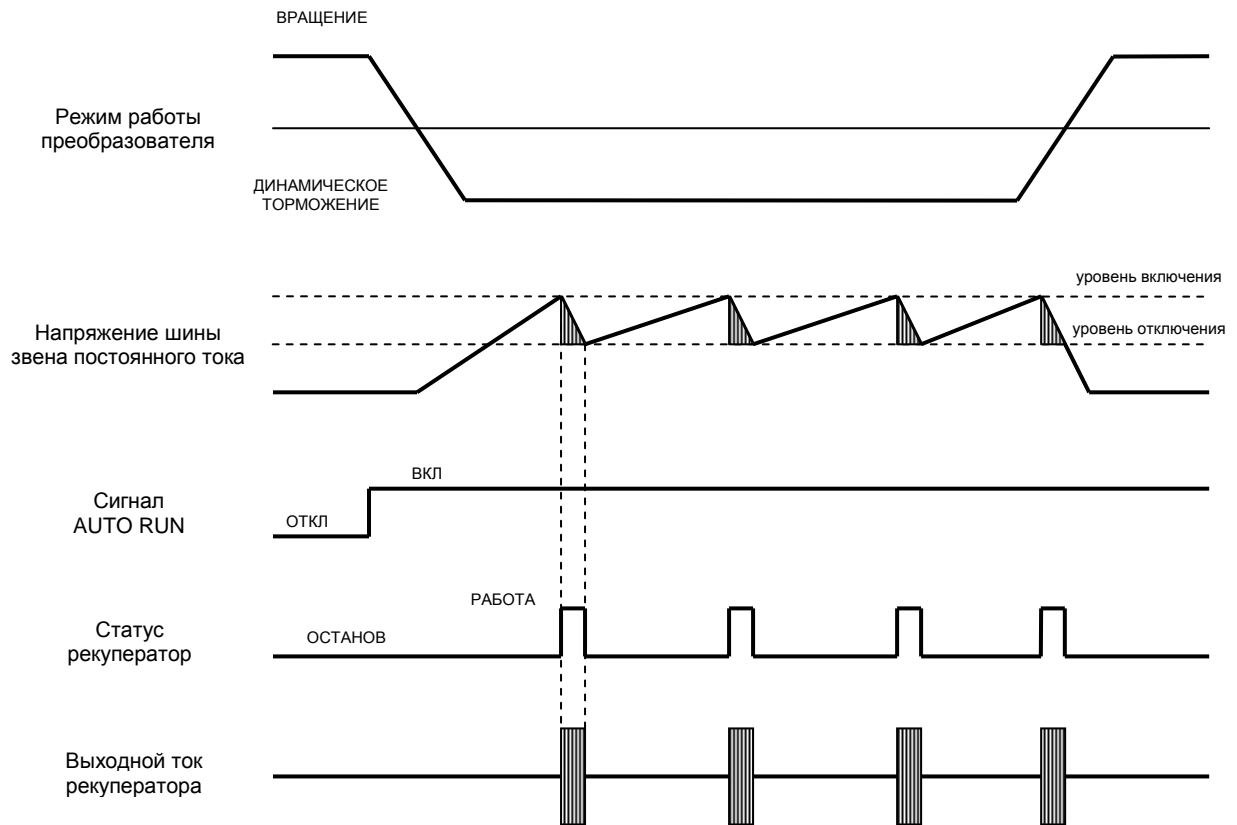 ВРАЩЕНИЕ
Режим работы
преобразователя
ДИНАМИЧЕСКОЕ
ТОРМОЖЕНИЕ
уровень включения
Напряжение шины
звена постоянного тока
уровень отключения
ВКЛ
Сигнал
AUTO RUN
ОТКЛ
РАБОТА
Статус
рекуператор
ОСТАНОВ
Выходной ток
рекуператора